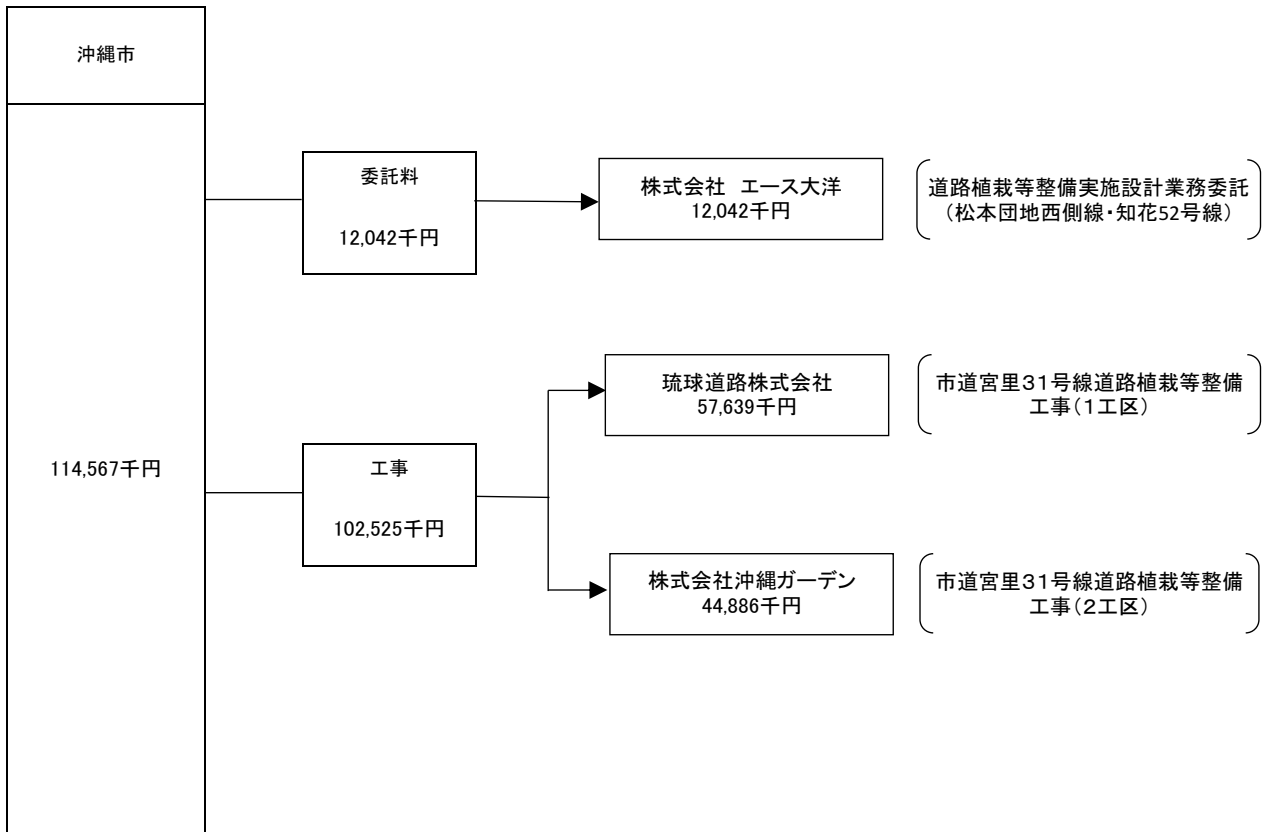 沖縄市
114,567千円
委託料
12,042千円
株式会社　エース大洋
12,042千円
道路植栽等整備実施設計業務委託
（松本団地西側線・知花52号線）
工事
102,525千円
琉球道路株式会社
57,639千円
市道宮里３１号線道路植栽等整備
工事（１工区）
株式会社沖縄ガーデン
44,886千円
市道宮里３１号線道路植栽等整備
工事（２工区）